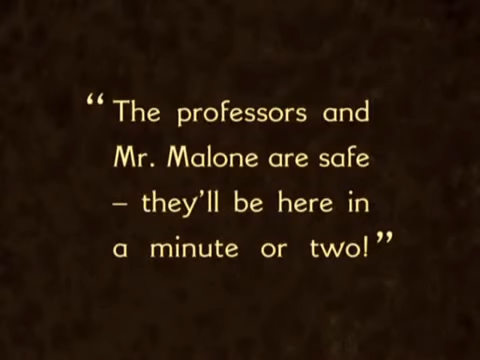 “The professors and
Mr. Malone are safe
– they’ll be here in
a minute or two!”